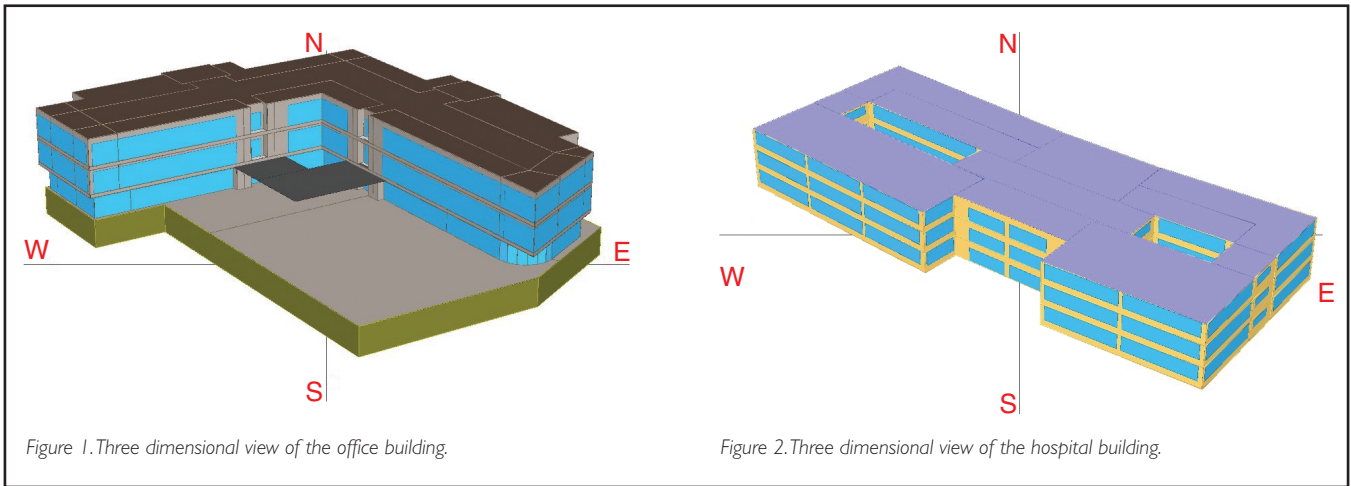 N
W
E
S
Figure 1. Three dimensional view of the office building.
N
W
E
S
Figure 2. Three dimensional view of the hospital building.